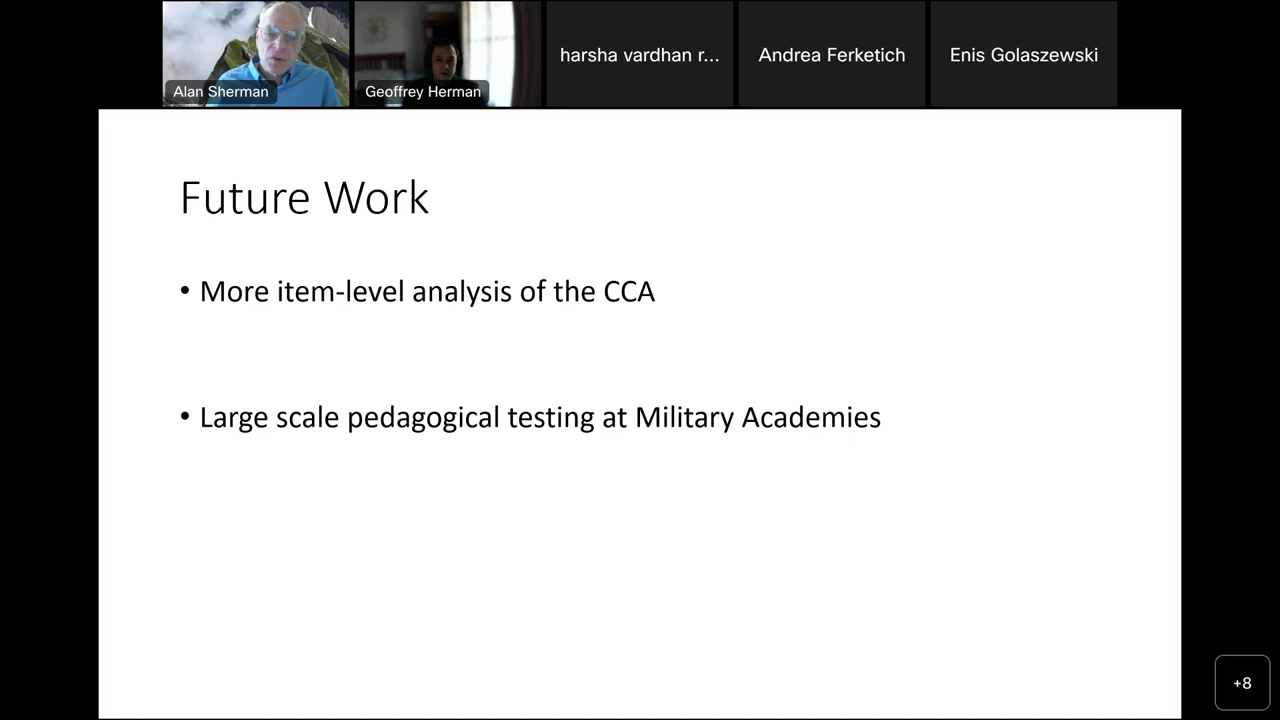 Alan Sherman
Geoffrey Herman
harsha vardhan r...
Andrea Ferketich
Enis Golaszewski
Future Work
• More item-level analysis of the CCA
• Large scale pedagogical testing at Military Academies
+8